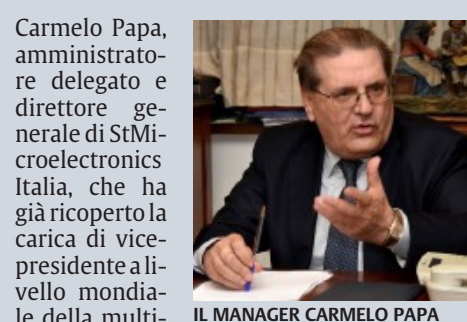 Carmelo Papa,
amministrato-
re delegato e
direttore ge-
nerale di StMi-
croelectronics
Italia, che ha
già ricoperto la
carica di vice-
presidente a li-
vello mondia-
le della multi-
IL MANAGER CARMELO PAPA